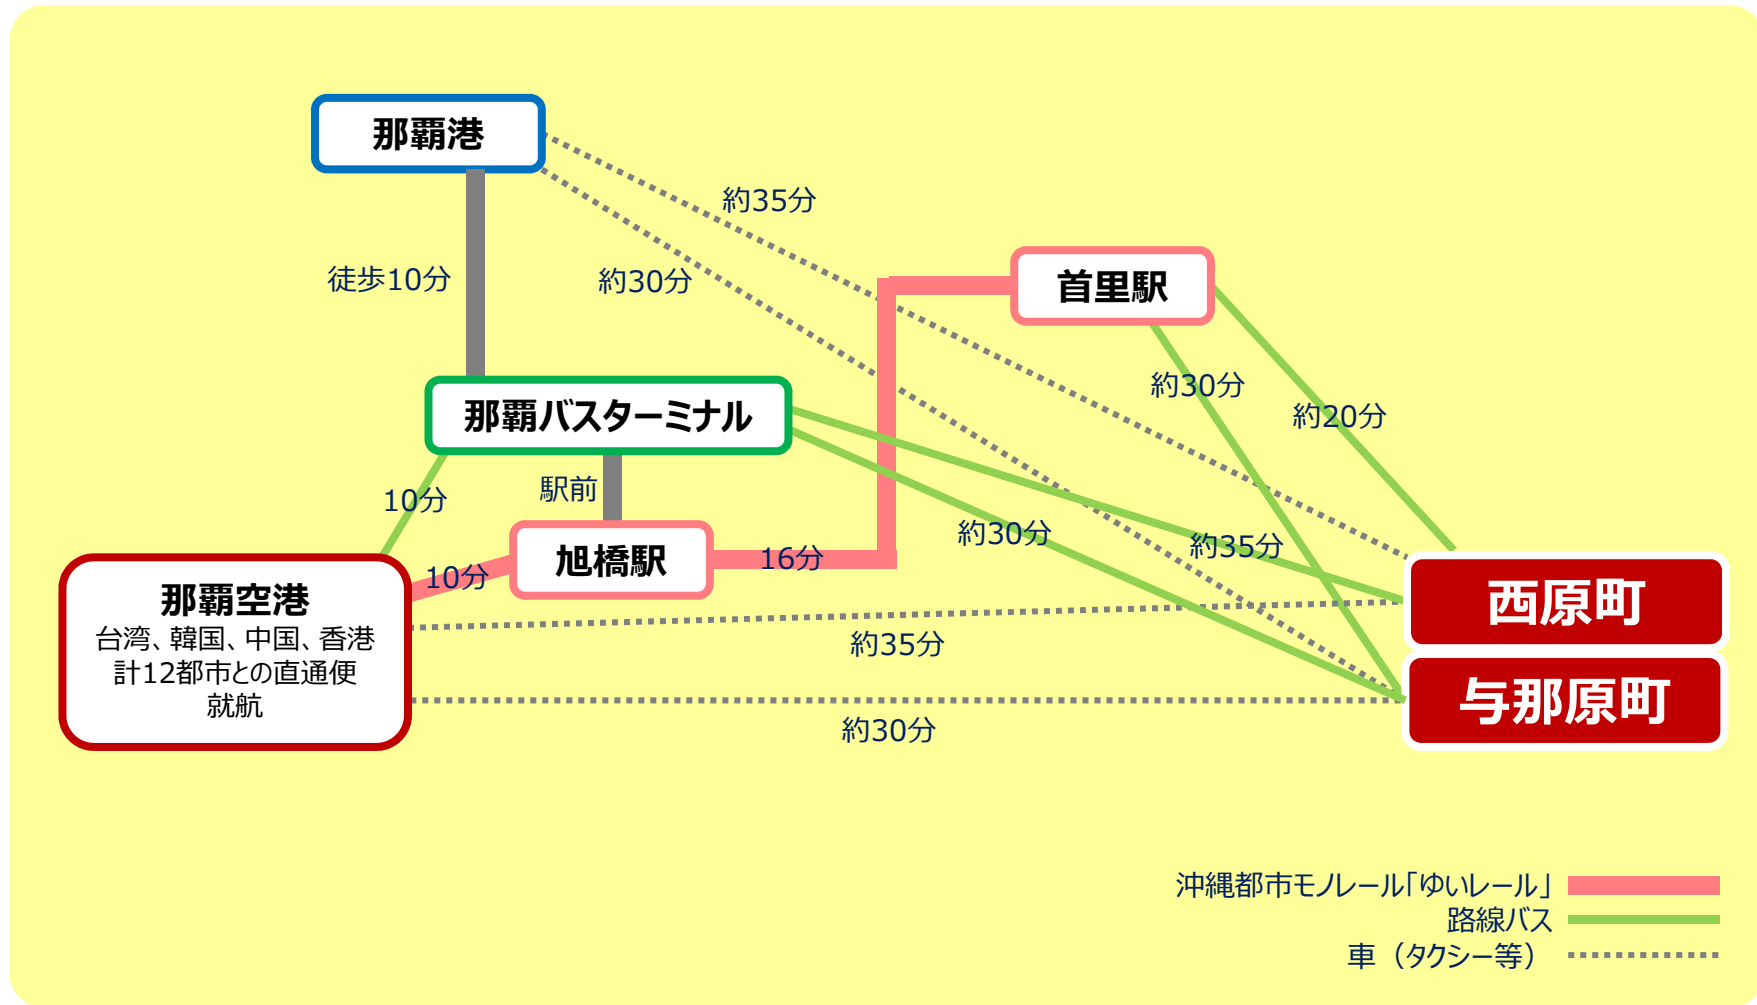 那覇港
約35分
徒歩10分
約30分
首里駅
約30分
約20分
那覇バスターミナル
10分
駅前
約30分
約35分
10分
旭橋駅
16分
那覇空港
台湾、韓国、中国、香港
計12都市との直通便
就航
約35分
約30分
西原町
与那原町
沖縄都市モノレール「ゆいレール」
路線バス
車（タクシー等）